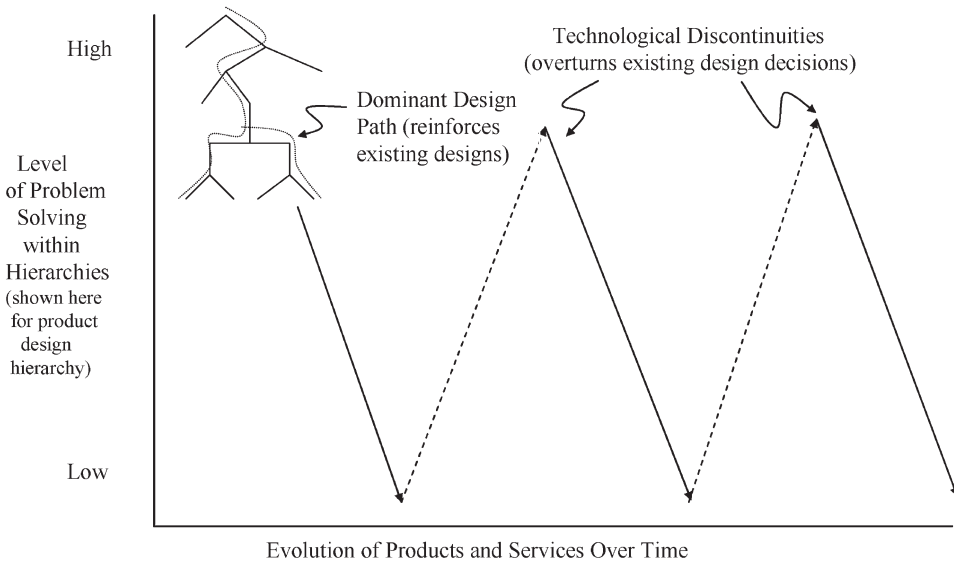 High
Technological Discontinuities
(overturns existing design decisions)
Dominant Design
Path (reinforces
existing designs)
Level
of Problem
Solving
within
Hierarchies
(shown here
for product
design
hierarchy)
Low
Evolution of Products and Services Over Time